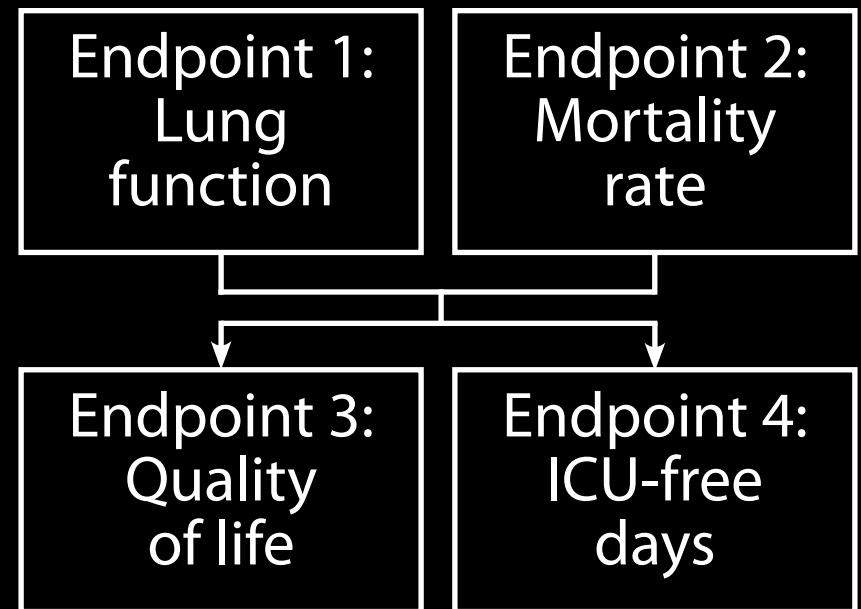 Endpoint 1:
Lung
function
Endpoint 2:
Mortality
rate
Endpoint 3:
Quality
of life
Endpoint 4:
ICU-free
days